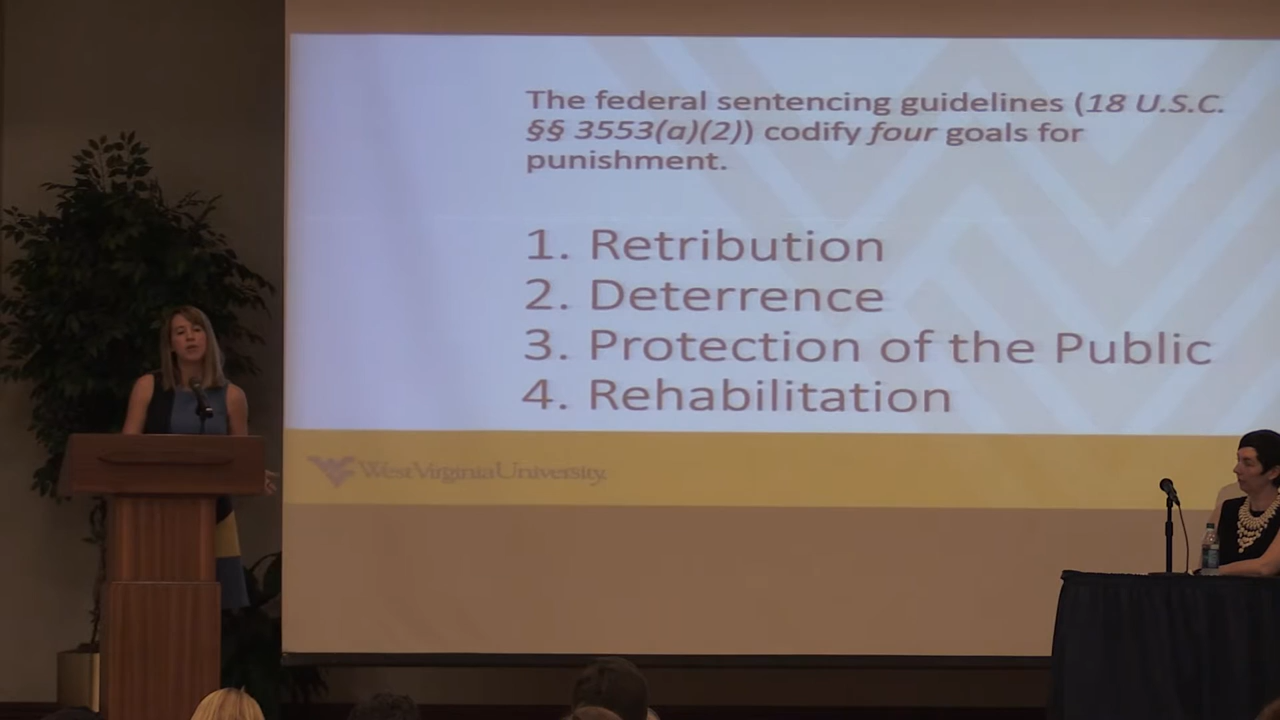 The federal sentencing guidelines (18 U.S.C.
§§ 3553(a)(2)) codify four goals for
punishment.
1. Retribution
2. Deterrence
3. Protection of the Public
4. Rehabilitation
West Virginia University.